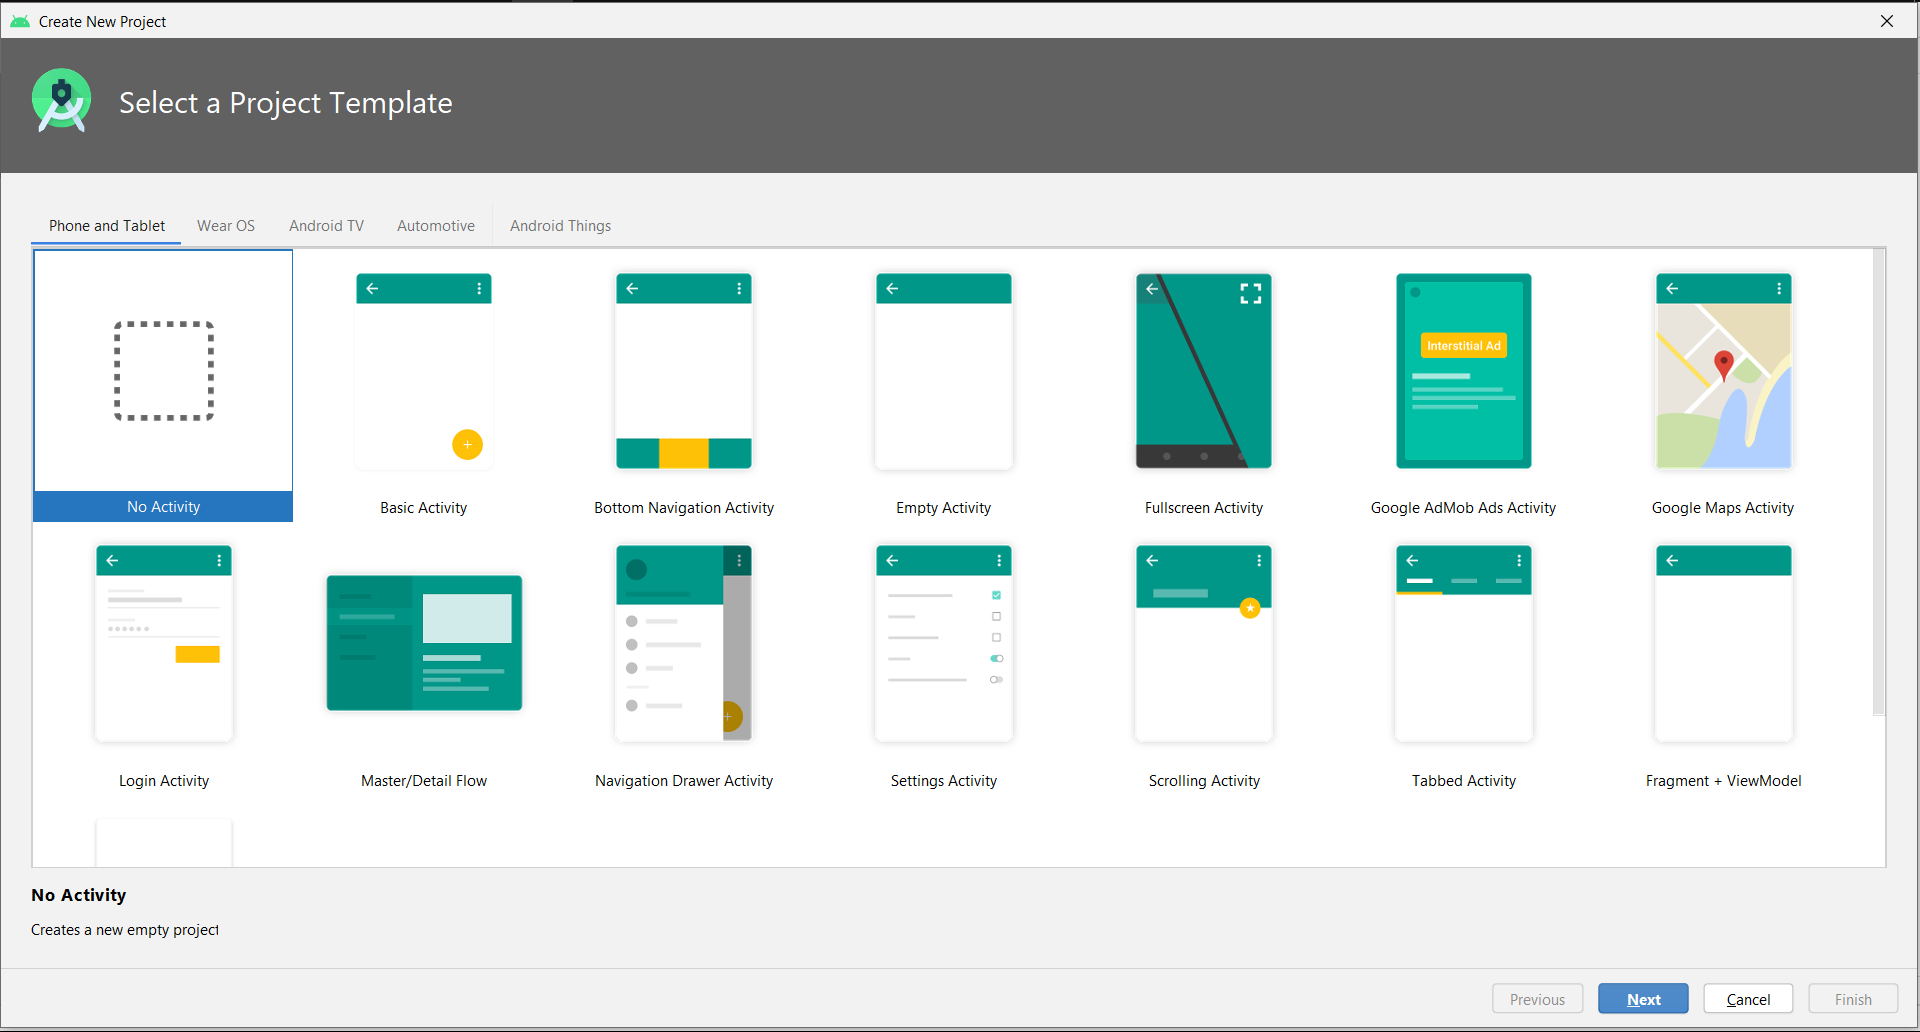 Create New Project
Select a Project Template
Phone and Tablet
Wear OS
Android TV
Automotive
Android Things
Interstitial Ad
No Activity
Basic Activity
Bottom Navigation Activity
Empty Activity
Fullscreen Activity
Google AdMob Ads Activity
Google Maps Activity
Login Activity
Master/Detail Flow
Navigation Drawer Activity
Settings Activity
Scrolling Activity
Tabbed Activity
Fragment + ViewModel
No Activity
Creates a new empty project
Previous
Next
Cancel
Finish